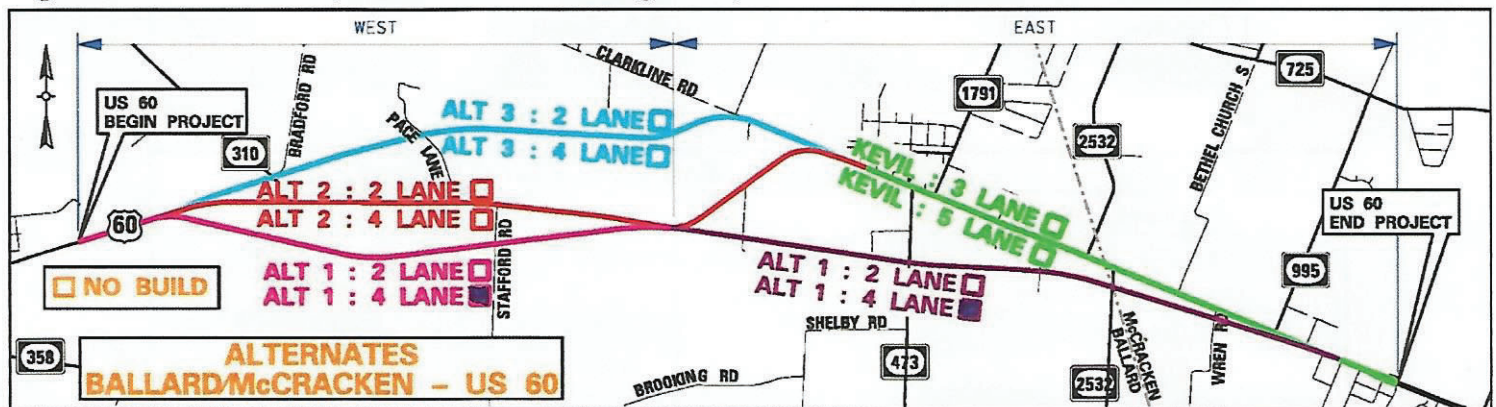 WEST
EAST
CLARKLINE RD
725
US 60
BEGIN PROJECT
BRADFORD RD
1791
BETHEL CHURCH S
310
PACE LANE
ALT 3 : 2 LANE
ALT 3 : 4 LANE
2532
KEVIL : 3 LANE
KEVIL : 5 LANE
ALT 2 : 2 LANE
ALT 2 : 4 LANE
60
US 60
END PROJECT
NO BUILD
ALT 1 : 2 LANE
ALT 1 : 4 LANE
STAFFORD RD
ALT 1 : 2 LANE
ALT 1 : 4 LANE
995
SHELBY RD
358
ALTERNATES
BALLARD/McCRACKEN - US 60
BROOKING RD
473
2532
McCRACKEN
BALLARD
WREN RD